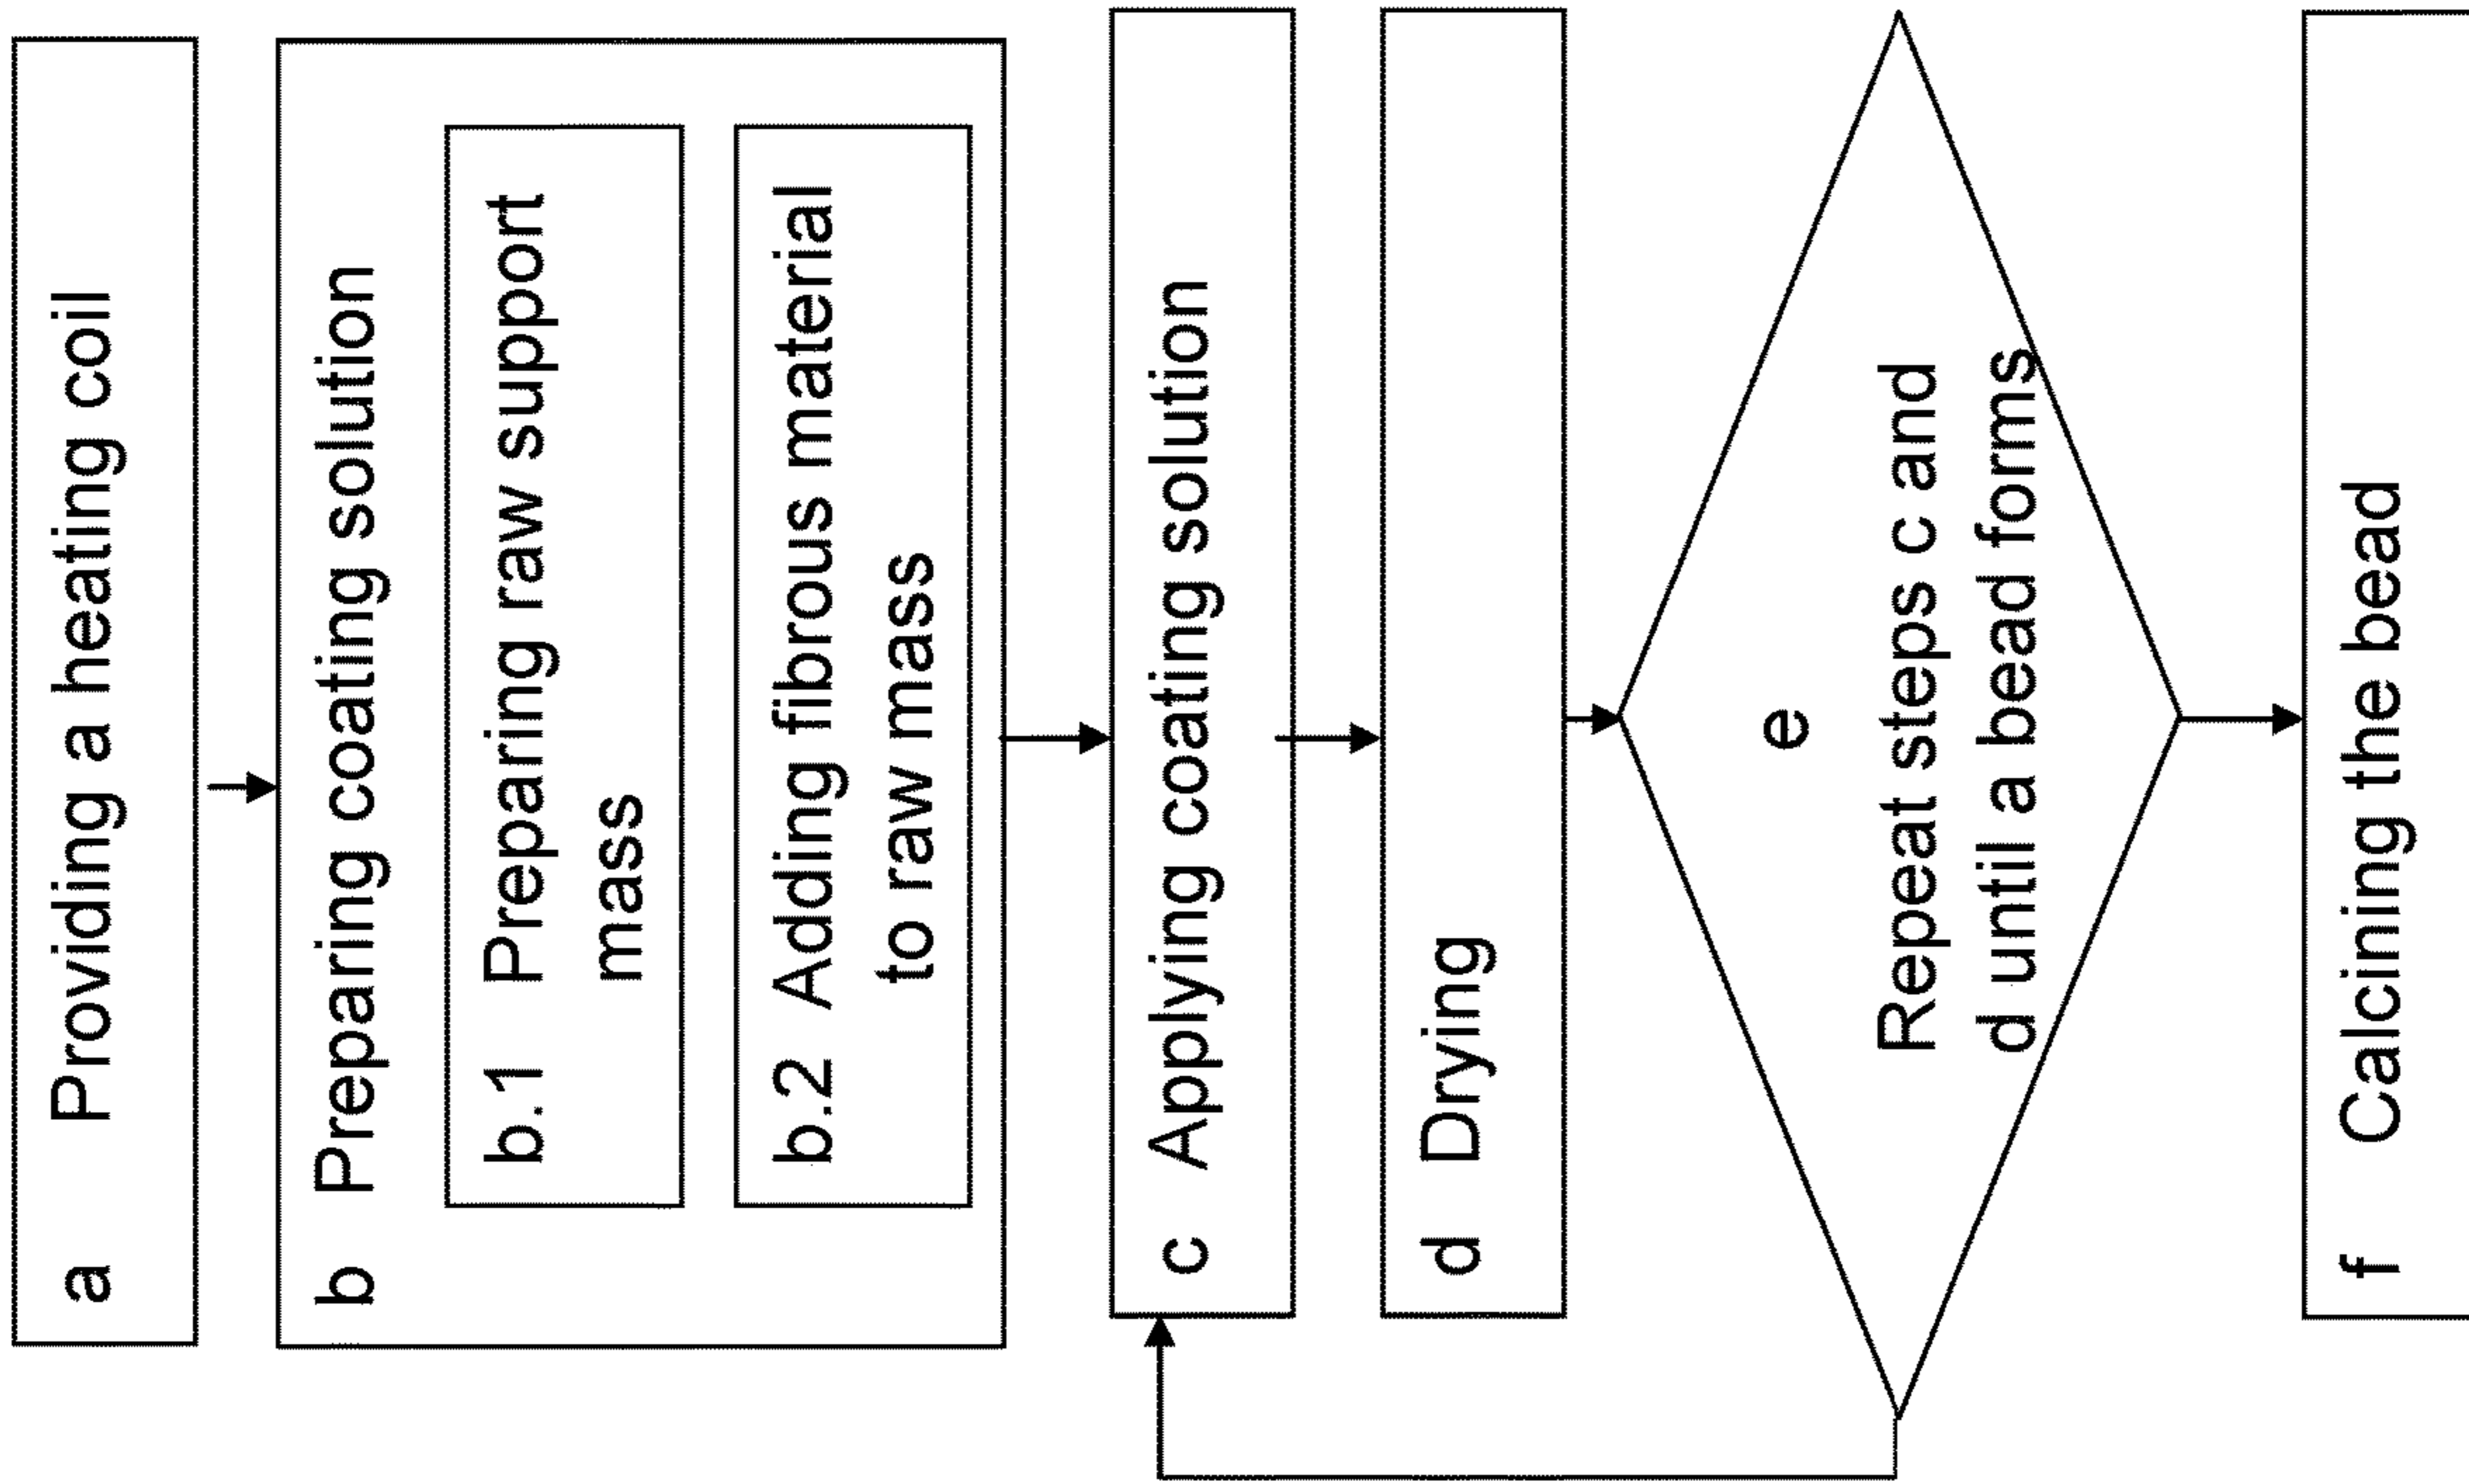 a Providing a heating coil
b Preparing coating solution
b.1 Preparing raw support
mass
b.2 Adding fibrous material
to raw mass
c Applying coating solution
d Drying
e
Repeat steps c and
d until a bead forms
f Calcining the bead